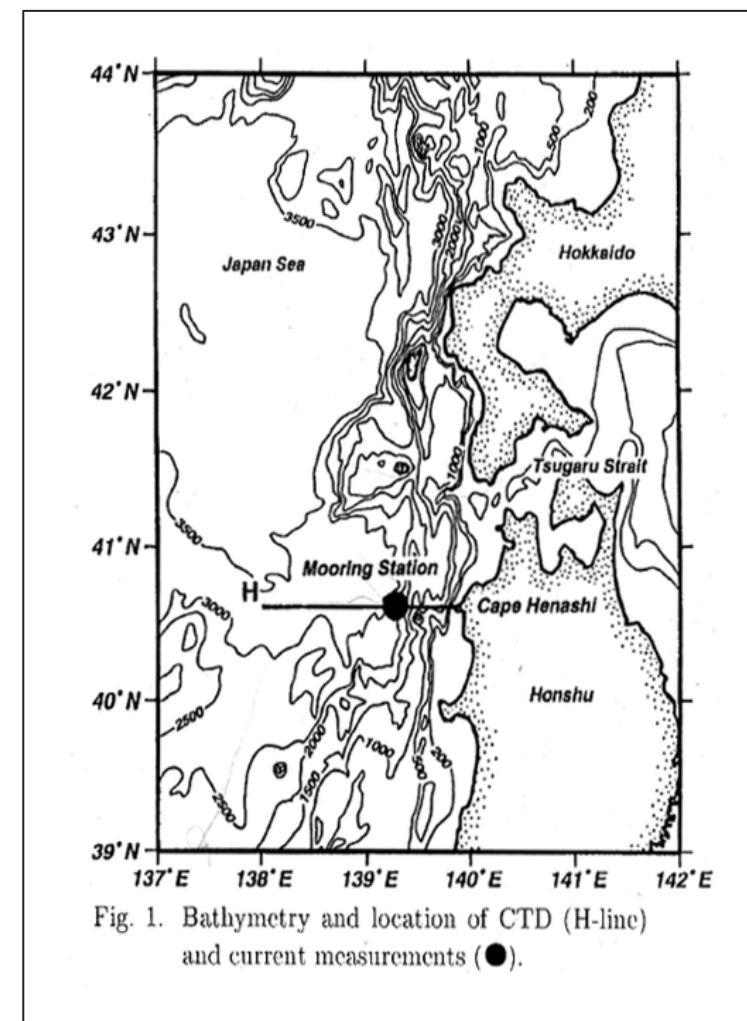 44°N
200
500
1000
3500
43°N
3000
2000
Japan Sea
Hokkaido
42°N
1000
Tsugaru Strait
3500
41°N
Mooring Station
H
Cape Henashi
3000
40°N
Honshu
2500
2000
1000
200
500
1500
2500
39°N
137°E 138°E 139°E 140°E 141°E 142°E
Fig. 1. Bathymetry and location of CTD (H-line)
and current measurements (●).